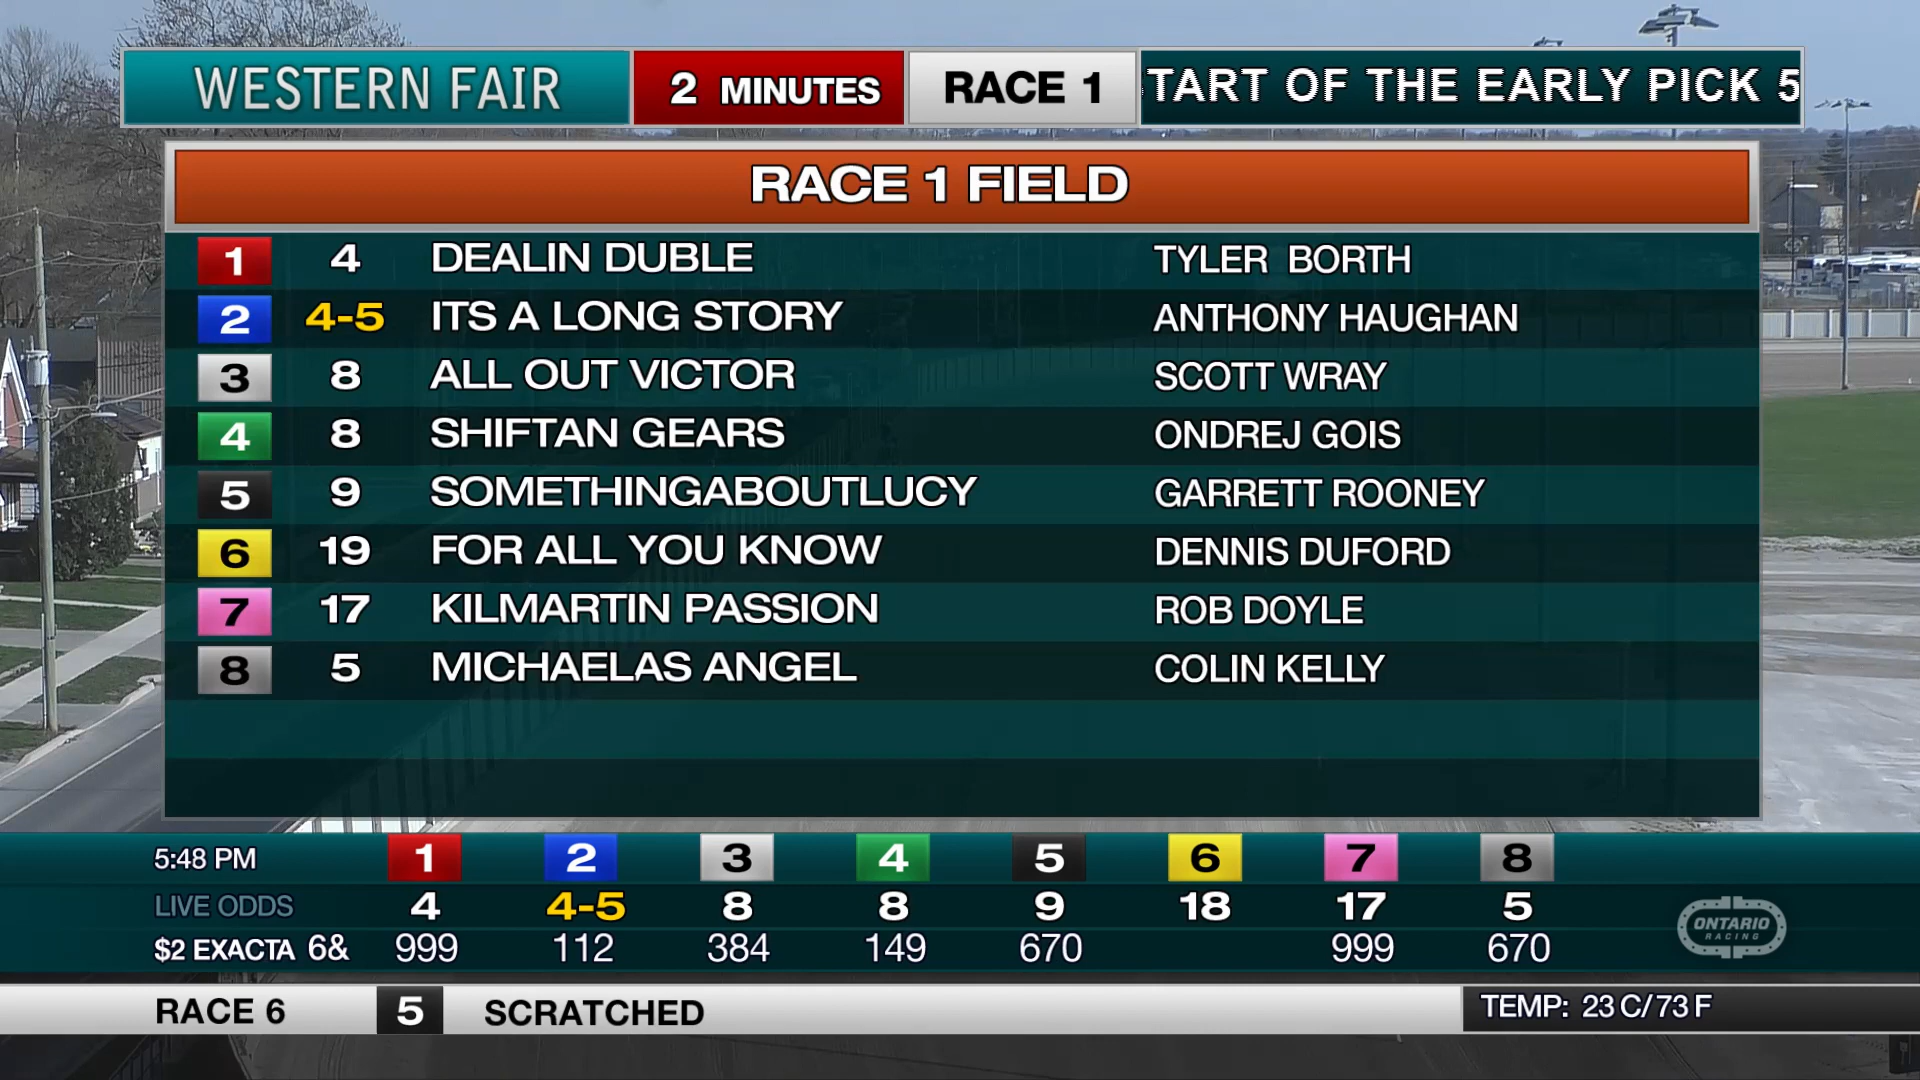 WESTERN FAIR 2 MINUTES RACE 1 TART OF THE EARLY PICK 5
RACE 1 FIELD
1 4 DEALIN DUBLE TYLER BORTH
2 4-5 ITS A LONG STORY ANTHONY HAUGHAN
3 8 ALL OUT VICTOR SCOTT WRAY
4 8 SHIFTAN GEARS ONDREJ GOIS
5 9 SOMETHINGABOUTLUCY GARRETT ROONEY
6 19 FOR ALL YOU KNOW DENNIS DUFORD
7 17 KILMARTIN PASSION ROB DOYLE
8 5 MICHAELAS ANGEL COLIN KELLY
5:48 PM 1 2 3 4 5 6 7 8
LIVE ODDS 4 4-5 8 8 9 18 17 5
$2 EXACTA 6& 999 112 384 149 670 999 670
ONTARIO
RACING
RACE 6 5 SCRATCHED TEMP: 23 C/73 F